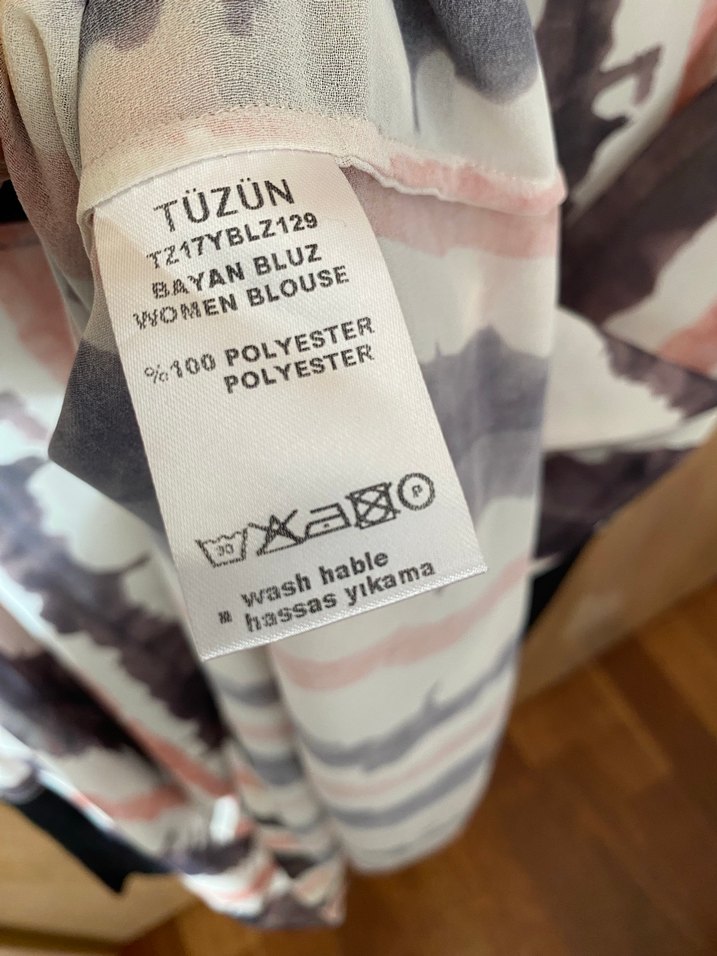 TÜZÜN
TZ17YBLZ129
BAYAN BLUZ
WOMEN BLOUSE
%100 POLYESTER
POLYESTER
30
P
wash hable
hassas yıkama